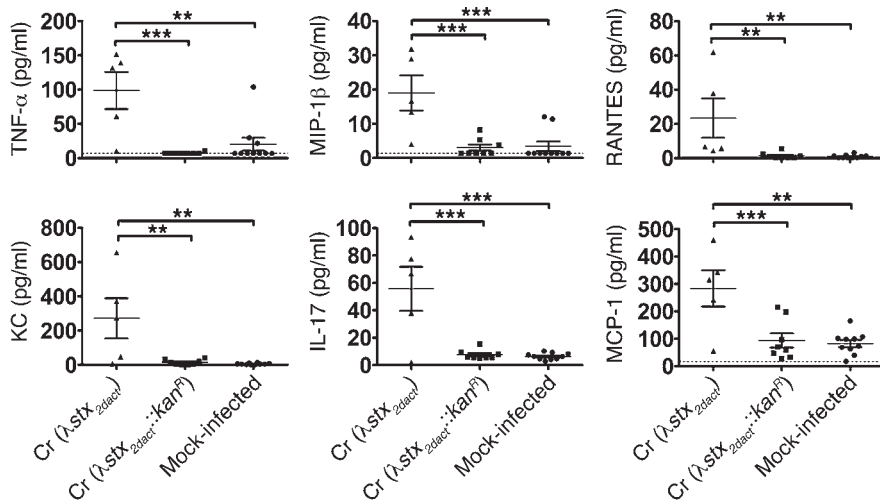 ** ** ***
*** *** **
200 40 80
150 30 60
100 20 40
50 10 20
0 0 0
TNF-α (pg/ml) MIP-1β (pg/ml) RANTES (pg/ml)
** *** **
** *** ***
800 100 500
600 80 400
400 60 300
200 40 200
0 20 100
0 0
KC (pg/ml) IL-17 (pg/ml) MCP-1 (pg/ml)
Cr (λstx2dact) Cr (λstx2dact::kanR) Mock-infected
Cr (λstx2dact) Cr (λstx2dact::kanR) Mock-infected
Cr (λstx2dact) Cr (λstx2dact::kanR) Mock-infected